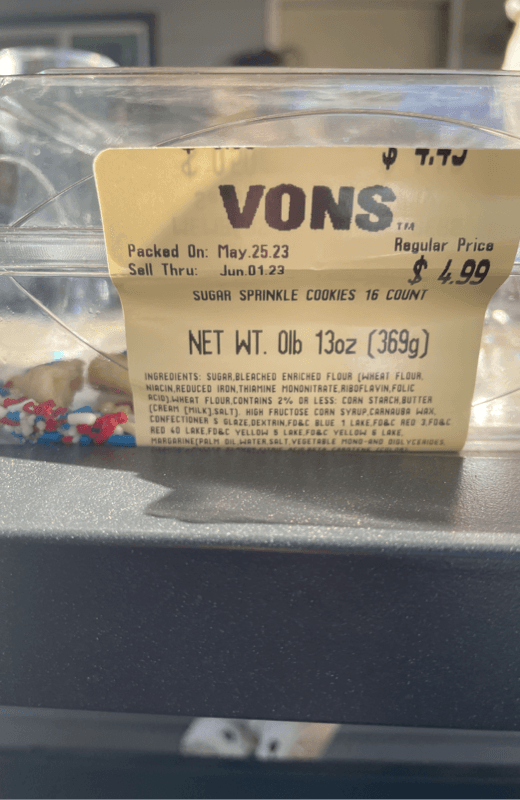 $ 4.49
VONS TM
Packed On: May.25.23
Regular Price
Sell Thru: Jun.01.23
$ 4.99
SUGAR SPRINKLE COOKIES 16 COUNT
NET WT. 0lb 13oz (369g)
INGREDIENTS: SUGAR,BLEACHED ENRICHED FLOUR (WHEAT FLOUR,
NIACIN,REDUCED IRON,THIAMINE MONONITRATE,RIBOFLAVIN,FOLIC
ACID),WHEAT FLOUR,CONTAINS 2% OR LESS: CORN STARCH,BUTTER
(CREAM [MILK],SALT), HIGH FRUCTOSE CORN SYRUP,CARNAUBA WAX,
CONFECTIONER S GLAZE,DEXTRIN,FD&C BLUE 1 LAKE,FD&C RED 3,FD&C
RED 40 LAKE,FD&C YELLOW 5 LAKE,FD&C YELLOW 6 LAKE,
MARGARINE(PALM OIL,WATER,SALT,VEGETABLE MONO-AND DIGLYCERIDES,